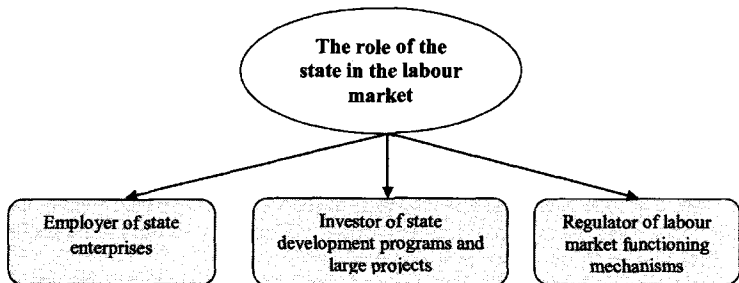 The role of the
state in the labour
market
Employer of state
enterprises
Investor of state
development programs and
large projects
Regulator of labour
market functioning
mechanisms